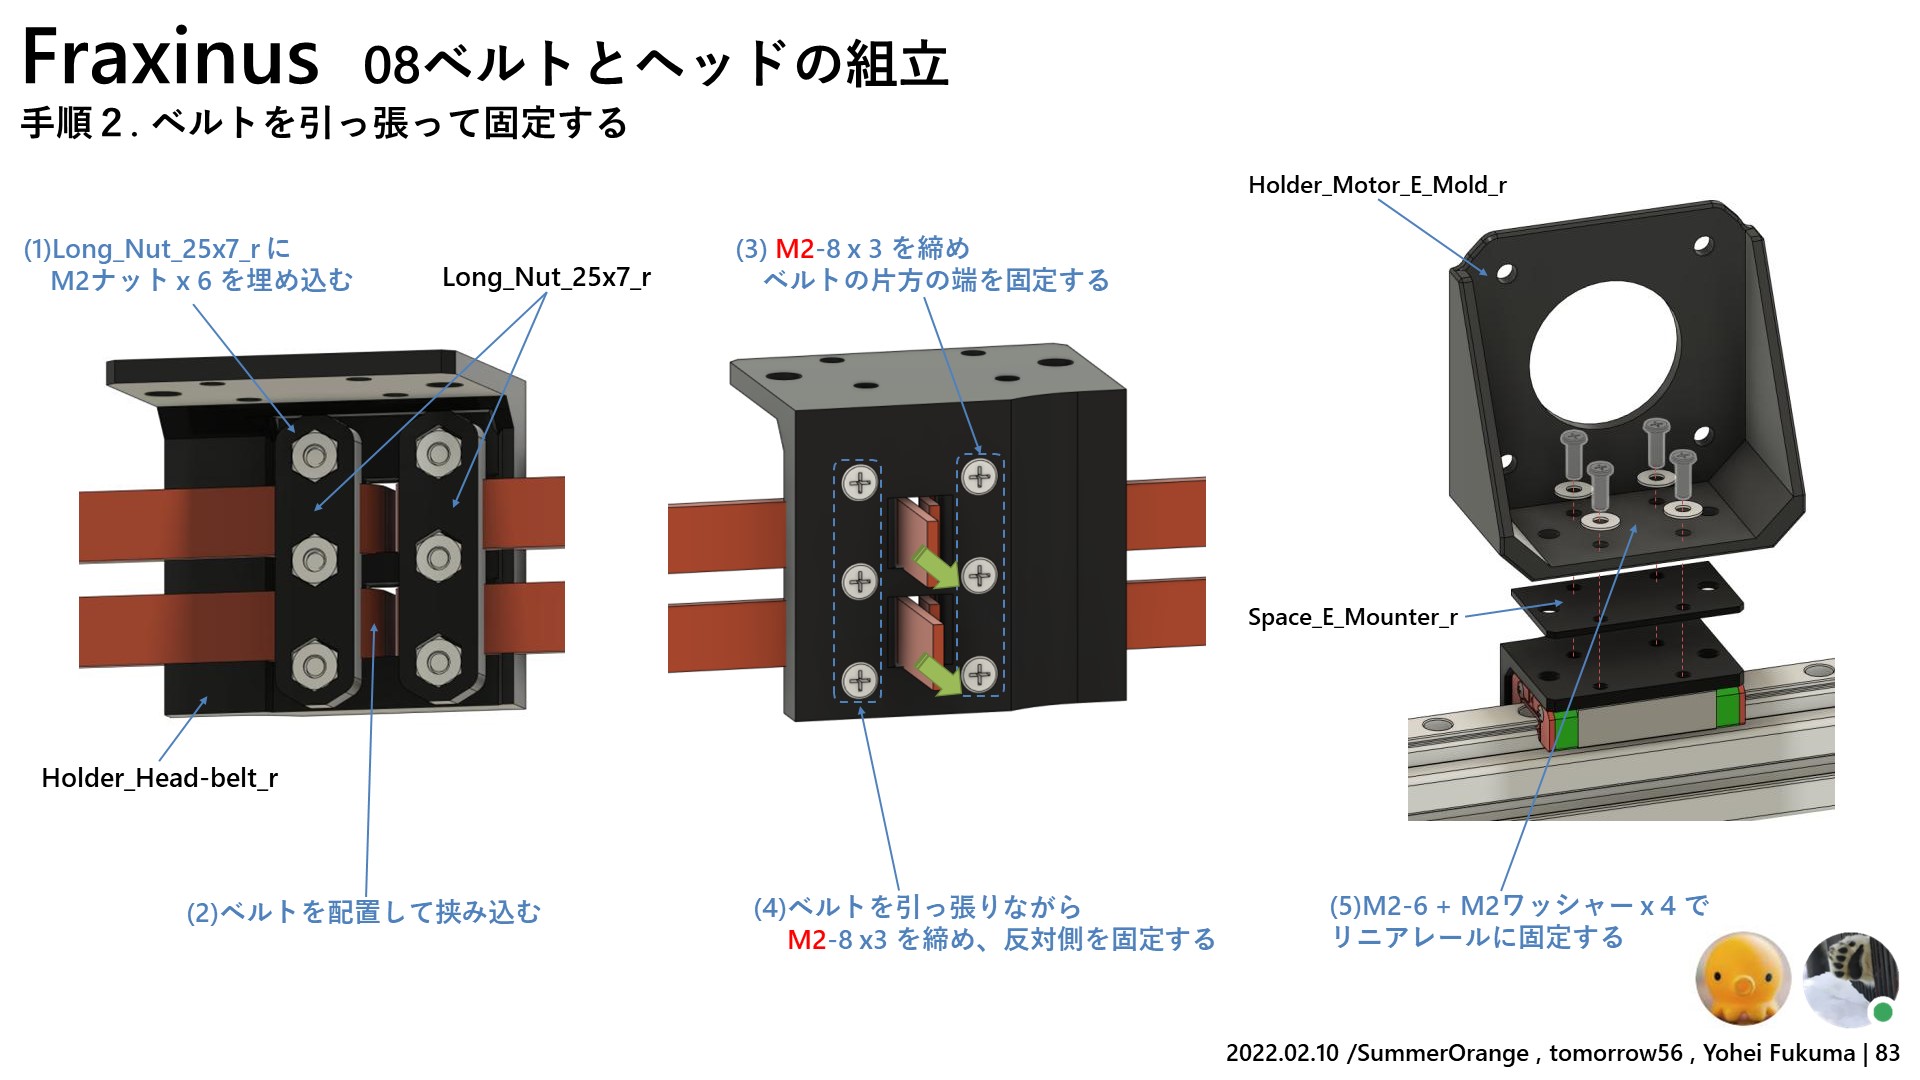 Fraxinus 08ベルトとヘッドの組立
手順２. ベルトを引っ張って固定する
(1)Long_Nut_25x7_r に
M2ナット x 6 を埋め込む
Long_Nut_25x7_r
Holder_Head-belt_r
(2)ベルトを配置して挟み込む
(3) M2-8 x 3 を締め
ベルトの片方の端を固定する
(4)ベルトを引っ張りながら
M2-8 x3 を締め、反対側を固定する
Holder_Motor_E_Mold_r
Space_E_Mounter_r
(5)M2-6 + M2ワッシャー x 4 で
リニアレールに固定する
2022.02.10 /SummerOrange , tomorrow56 , Yohei Fukuma | 83